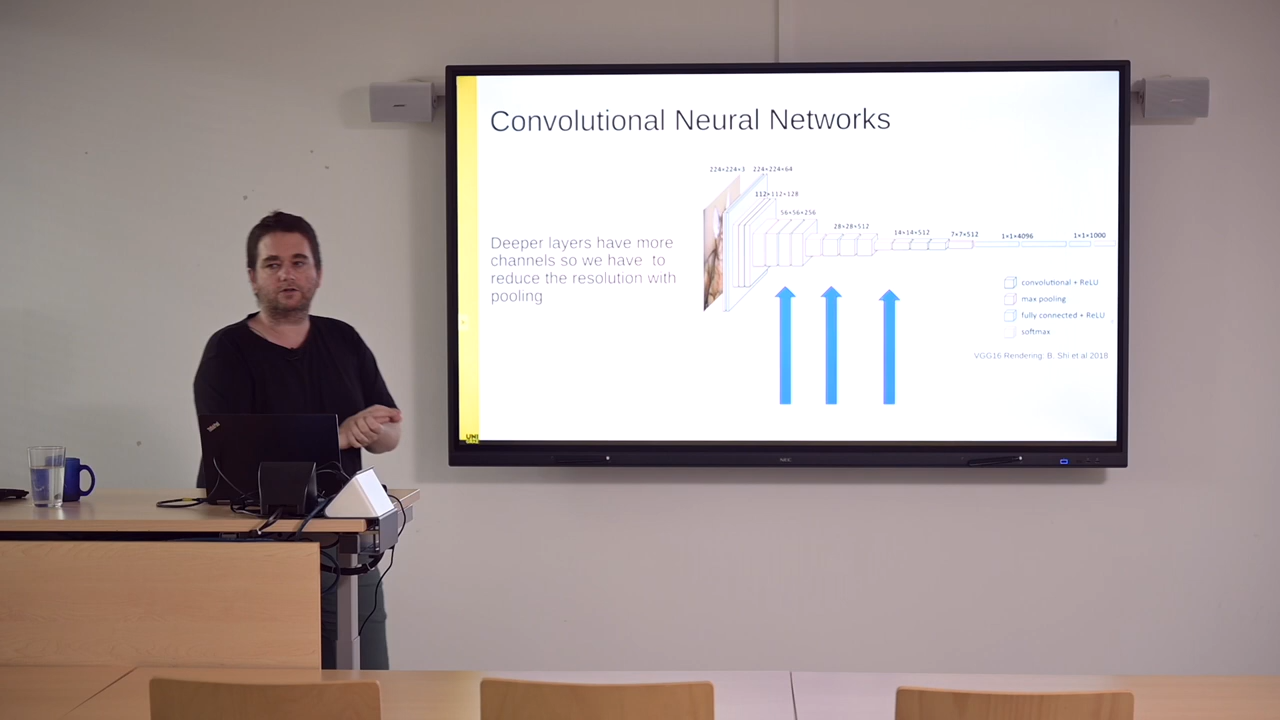 Convolutional Neural Networks
224×224×3 224×224×64
112×112×128
56×56×256
28×28×512
14×14×512
7×7×512
1×1×4096
1×1×1000
Deeper layers have more
channels so we have to
reduce the resolution with
pooling
convolutional + ReLU
max pooling
fully connected + ReLU
softmax
VGG16 Rendering. B. Shi et al 2018
UNI
NEC